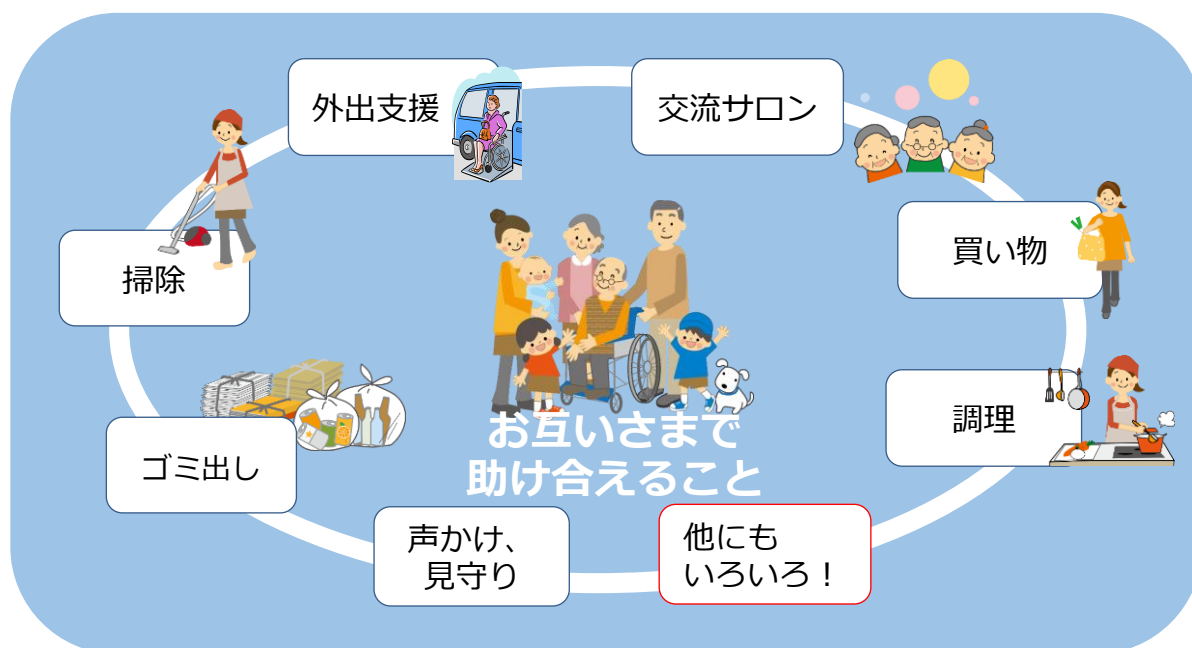 外出支援
交流サロン
掃除
買い物
調理
ゴミ出し
お互いさまで
助け合えること
声かけ、
見守り
他にも
いろいろ！